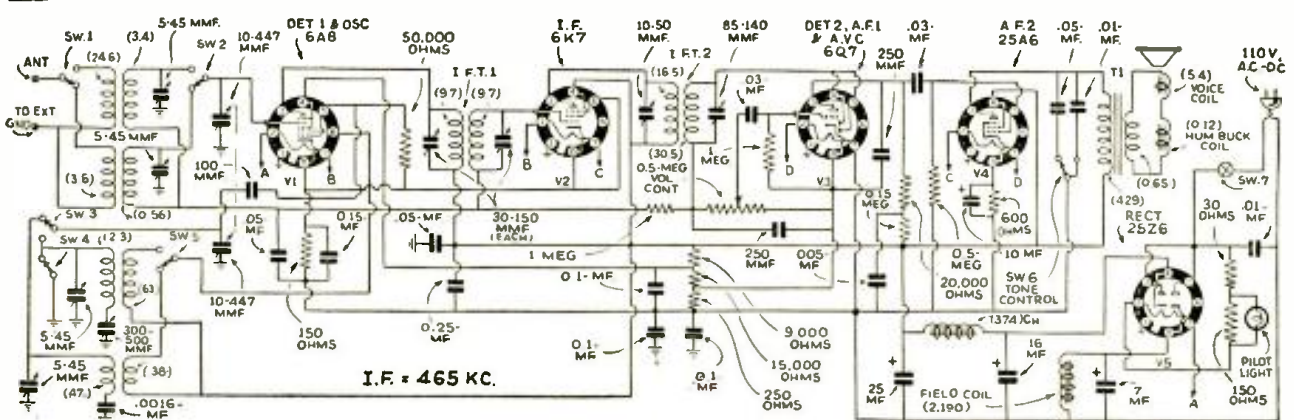 SW.1
(3.4)
5-45 MMF.
SW.2
10-447 MMF
DET 1 & OSC
6A8
50,000 OHMS
I.F.
6K7
10-50 MMF.
85-140 MMF
DET 2, A.F.1 & A.V.C
6Q7
250 MMF
.03-MF
A F.2
25A6
.05-MF.
.01-MF.
110V. AC-DC
ANT
(24.6)
TO EXT
GND
5-45 MMF
I F.T.1
(97)
(97)
I F.T.2
(16.5)
.03 MF
T1
(5.4) VOICE COIL
(0.12) HUM BUCK COIL
(3.6)
100-MMF
A
V1
B
B
V2
C
(30.5)
0.5-MEG VOL CONT
1 MEG
D
V3
C
V4
D
(0.65)
SW.7
SW 3
(0.56)
.05 MF
0.15-MF
.05-MF
30-150 MMF (EACH)
0.15 MEG
600 OHMS
(429)
RECT
25Z6
30 OHMS
.01-MF
SW 4
(12 3)
SW 5
1 MEG
250 MMF
.005-MF
0.5-MEG
10 MF
20,000 OHMS
SW 6 TONE CONTROL
63
10-447 MMF
0 1-MF
5-45 MMF
300-500 MMF
150 OHMS
0.25-MF
0.1-MF
0.1-MF
9,000 OHMS
15,000 OHMS
250 OHMS
(374) CH
16 MF
V5
PILOT LIGHT
5-45 MMF
(47)
(.38)
.0016-MF
I.F. = 465 KC.
25 MF
FIELD COIL (2,190)
7 MF
A
150 OHMS